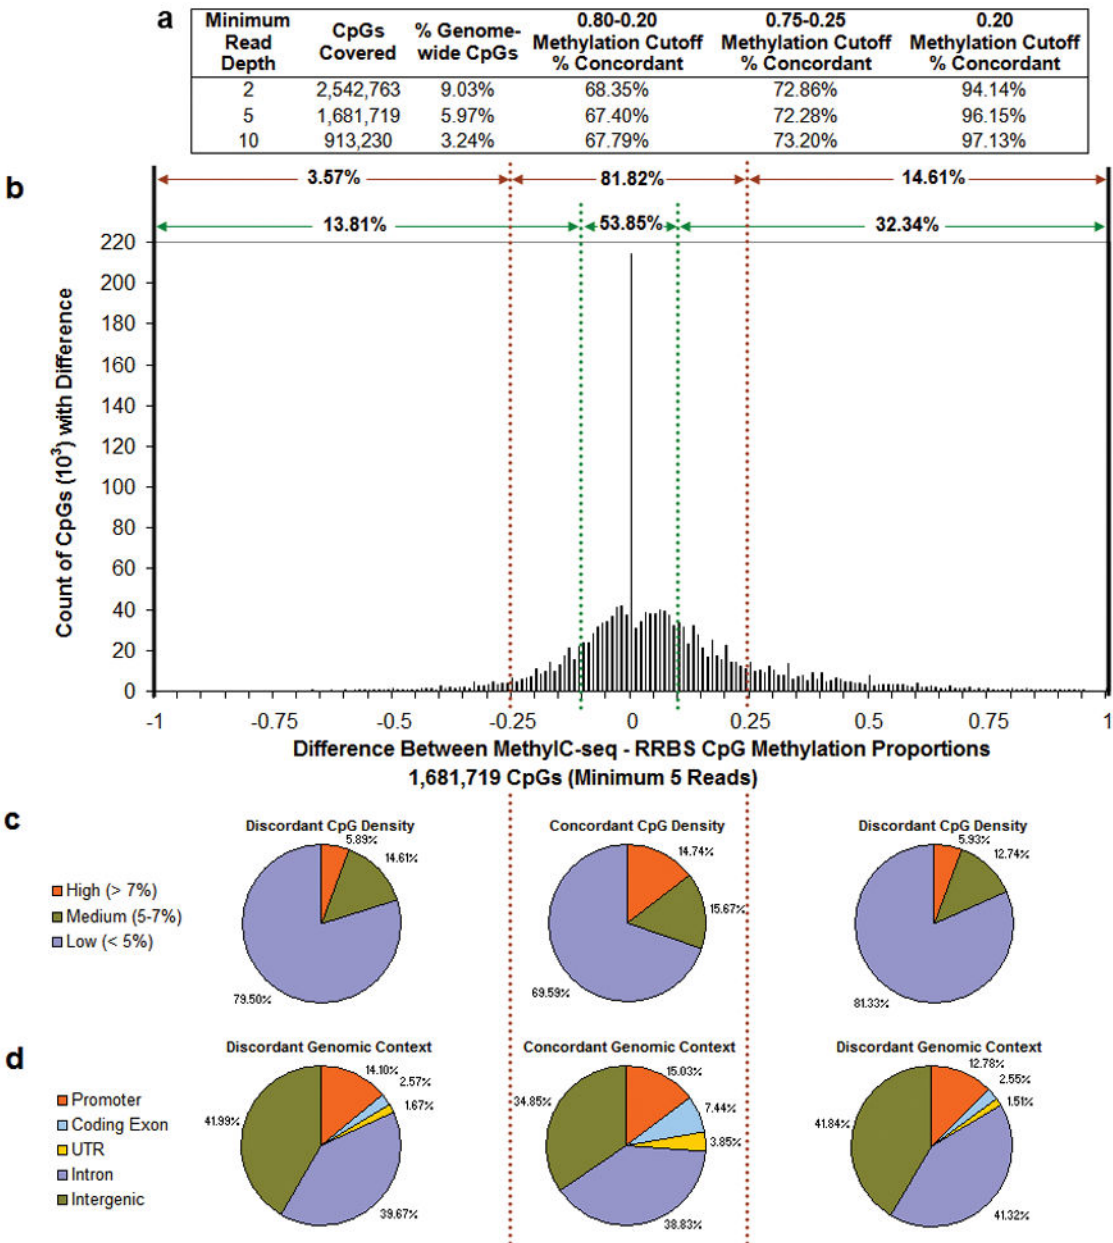 a
Minimum Read Depth
CpGs Covered
% Genome-wide CpGs
0.80-0.20 Methylation Cutoff % Concordant
0.75-0.25 Methylation Cutoff % Concordant
0.20 Methylation Cutoff % Concordant
2 2,542,763 9.03% 68.35% 72.86% 94.14%
5 1,681,719 5.97% 67.40% 72.28% 96.15%
10 913,230 3.24% 67.79% 73.20% 97.13%
b
3.57% 81.82% 14.61%
13.81% 53.85% 32.34%
Count of CpGs (10³) with Difference
220
200
180
160
140
120
100
80
60
40
20
0
-1 -0.75 -0.5 -0.25 0 0.25 0.5 0.75 1
Difference Between MethylC-seq - RRBS CpG Methylation Proportions
1,681,719 CpGs (Minimum 5 Reads)
c
High (> 7%)
Medium (5-7%)
Low (< 5%)
Discordant CpG Density
5.89%
14.61%
79.50%
Concordant CpG Density
14.74%
15.67%
69.59%
Discordant CpG Density
5.93%
12.74%
81.33%
d
Promoter
Coding Exon
UTR
Intron
Intergenic
Discordant Genomic Context
14.10%
2.57%
1.67%
41.99%
39.67%
Concordant Genomic Context
15.03%
34.85%
7.44%
3.85%
38.83%
Discordant Genomic Context
12.78%
2.55%
1.51%
41.84%
41.32%